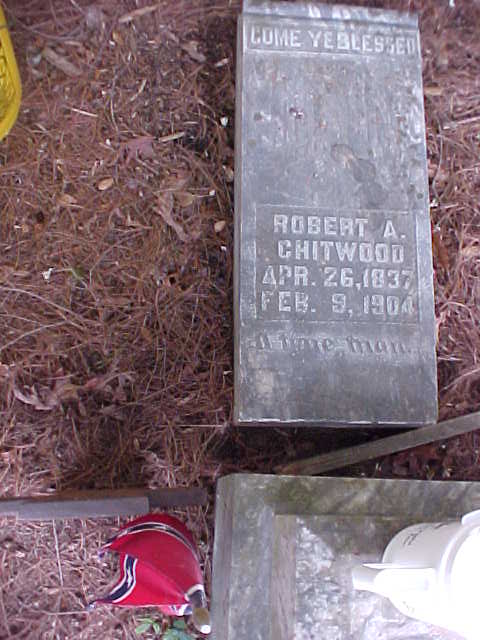 COME YE BLESSED
ROBERT A.
CHITWOOD
APR. 26, 1837
FEB. 9, 1904
A true man.